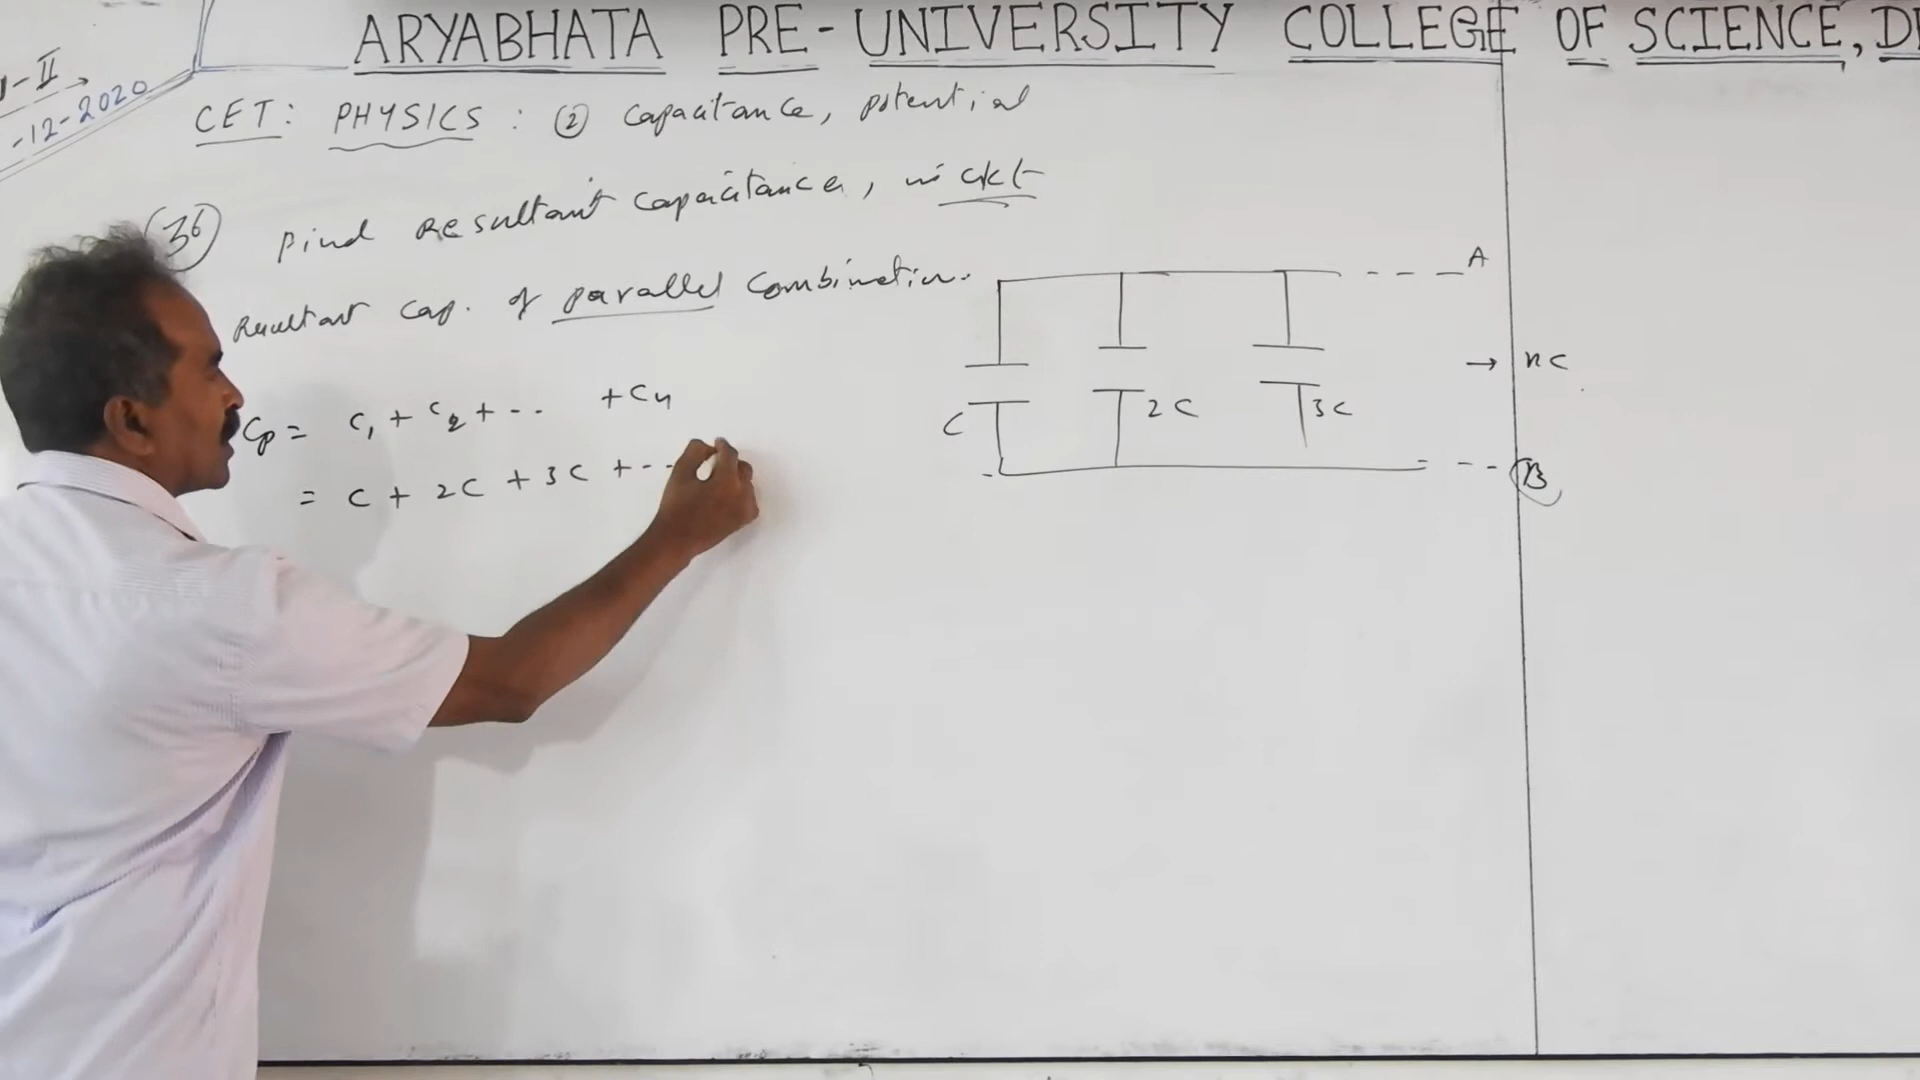 ARYABHATA PRE-UNIVERSITY COLLEGE OF SCIENCE, D
-II
-12-2020
CET: PHYSICS: ② Capacitance, potential
(36) Find Resultant Capacitance, in ckt
Resultant Cap. of parallel Combination.
Cp = C₁ + C₂ + .. + Cn
= C + 2C + 3C + --
A
C
2C
3C
→ nC
B